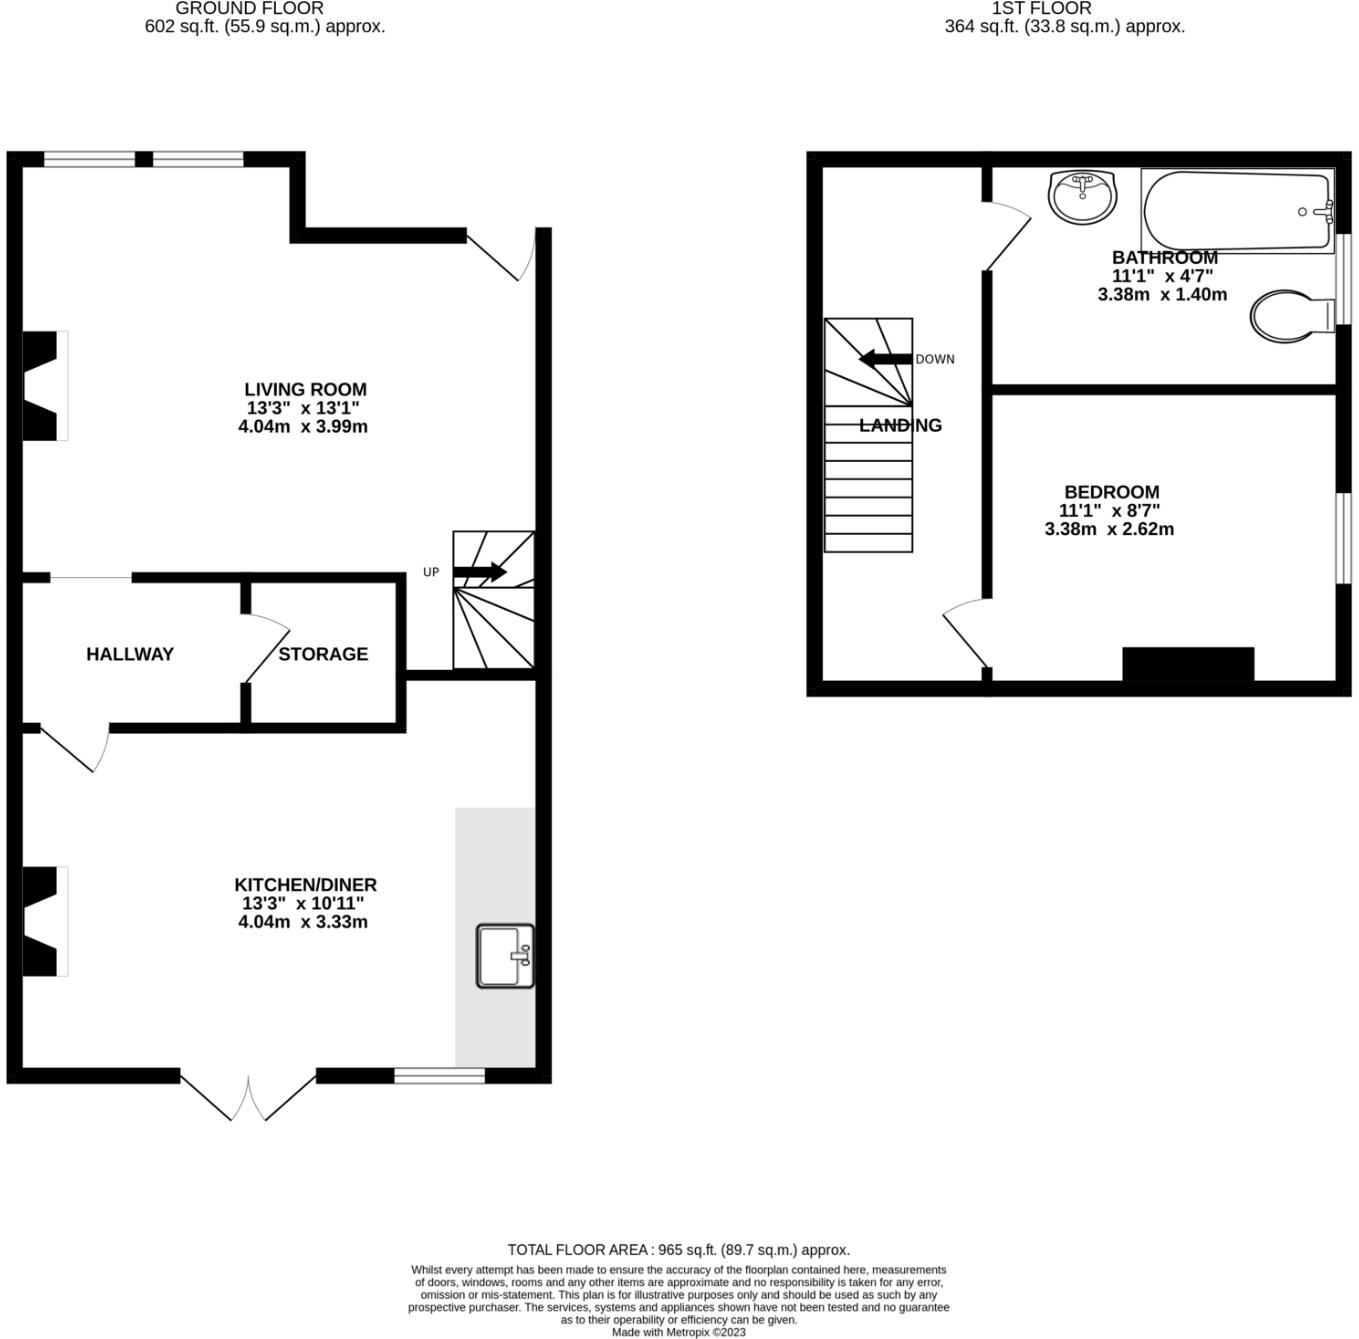 GROUND FLOOR
602 sq.ft. (55.9 sq.m.) approx.
1ST FLOOR
364 sq.ft. (33.8 sq.m.) approx.
LIVING ROOM
13'3" x 13'1"
4.04m x 3.99m
UP
HALLWAY
STORAGE
KITCHEN/DINER
13'3" x 10'11"
4.04m x 3.33m
BATHROOM
11'1" x 4'7"
3.38m x 1.40m
DOWN
LANDING
BEDROOM
11'1" x 8'7"
3.38m x 2.62m
TOTAL FLOOR AREA : 965 sq.ft. (89.7 sq.m.) approx.
Whilst every attempt has been made to ensure the accuracy of the floorplan contained here, measurements
of doors, windows, rooms and any other items are approximate and no responsibility is taken for any error,
omission or mis-statement. This plan is for illustrative purposes only and should be used as such by any
prospective purchaser. The services, systems and appliances shown have not been tested and no guarantee
as to their operability or efficiency can be given.
Made with Metropix ©2023